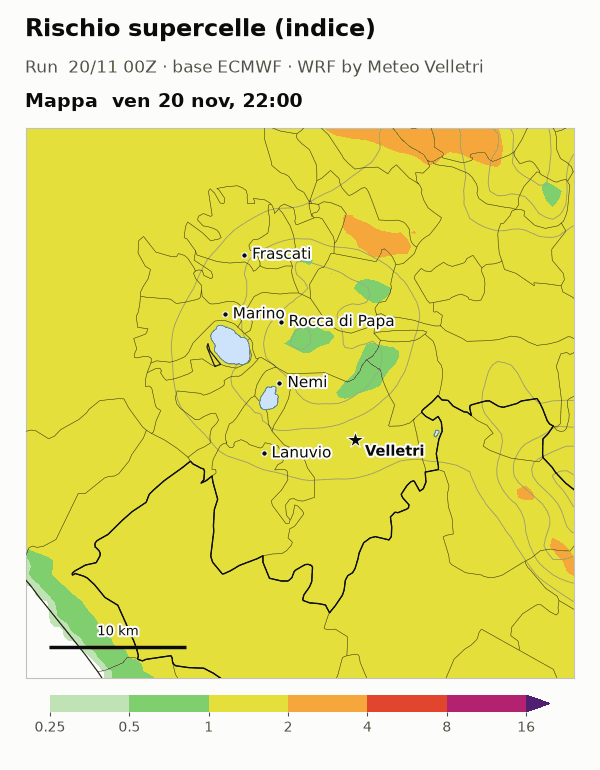 Rischio supercelle (indice)
Run  20/11 00Z · base ECMWF · WRF by Meteo Velletri
Mappa  ven 20 nov, 22:00
Frascati
Marino
Rocca di Papa
Nemi
Velletri
Lanuvio
10 km
0.25 0.5 1 2 4 8 16